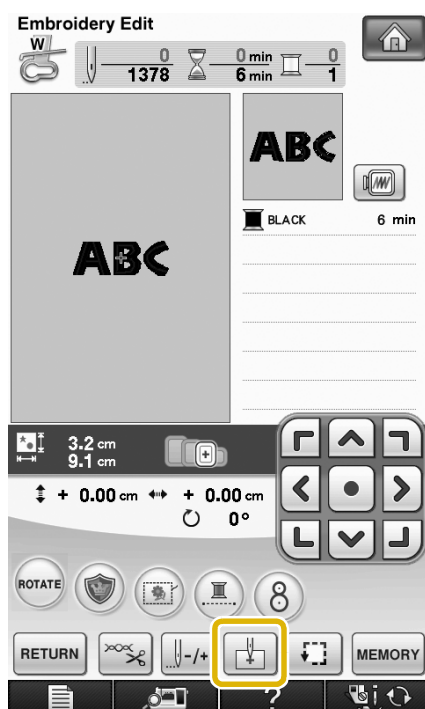 Embroidery Edit
W
0 0 min 0
1378 6 min 1
ABC
BLACK 6 min
ABC
3.2 cm
9.1 cm
+ 0.00 cm + 0.00 cm
0°
ROTATE 8
RETURN -/+ MEMORY
? i